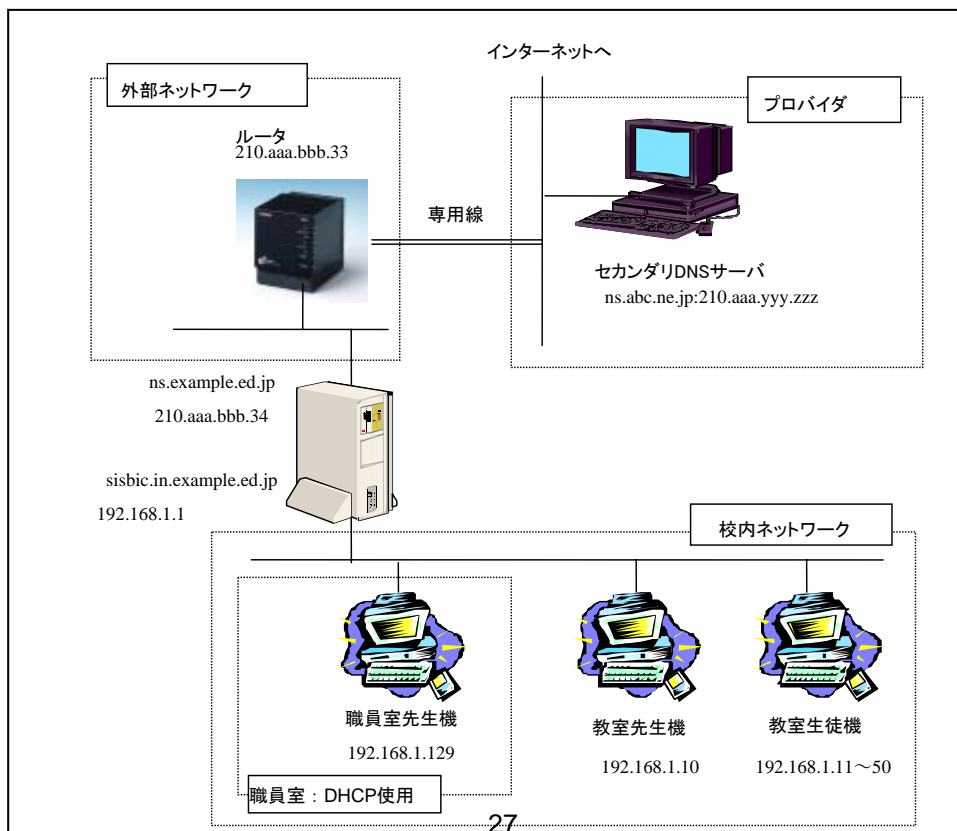 インターネットへ
外部ネットワーク
プロバイダ
ルータ
210.aaa.bbb.33
専用線
セカンダリDNSサーバ
ns.abc.ne.jp:210.aaa.yyy.zzz
ns.example.ed.jp
210.aaa.bbb.34
sisbic.in.example.ed.jp
192.168.1.1
校内ネットワーク
職員室先生機
192.168.1.129
教室先生機
192.168.1.10
教室生徒機
192.168.1.11～50
職員室：DHCP使用
27